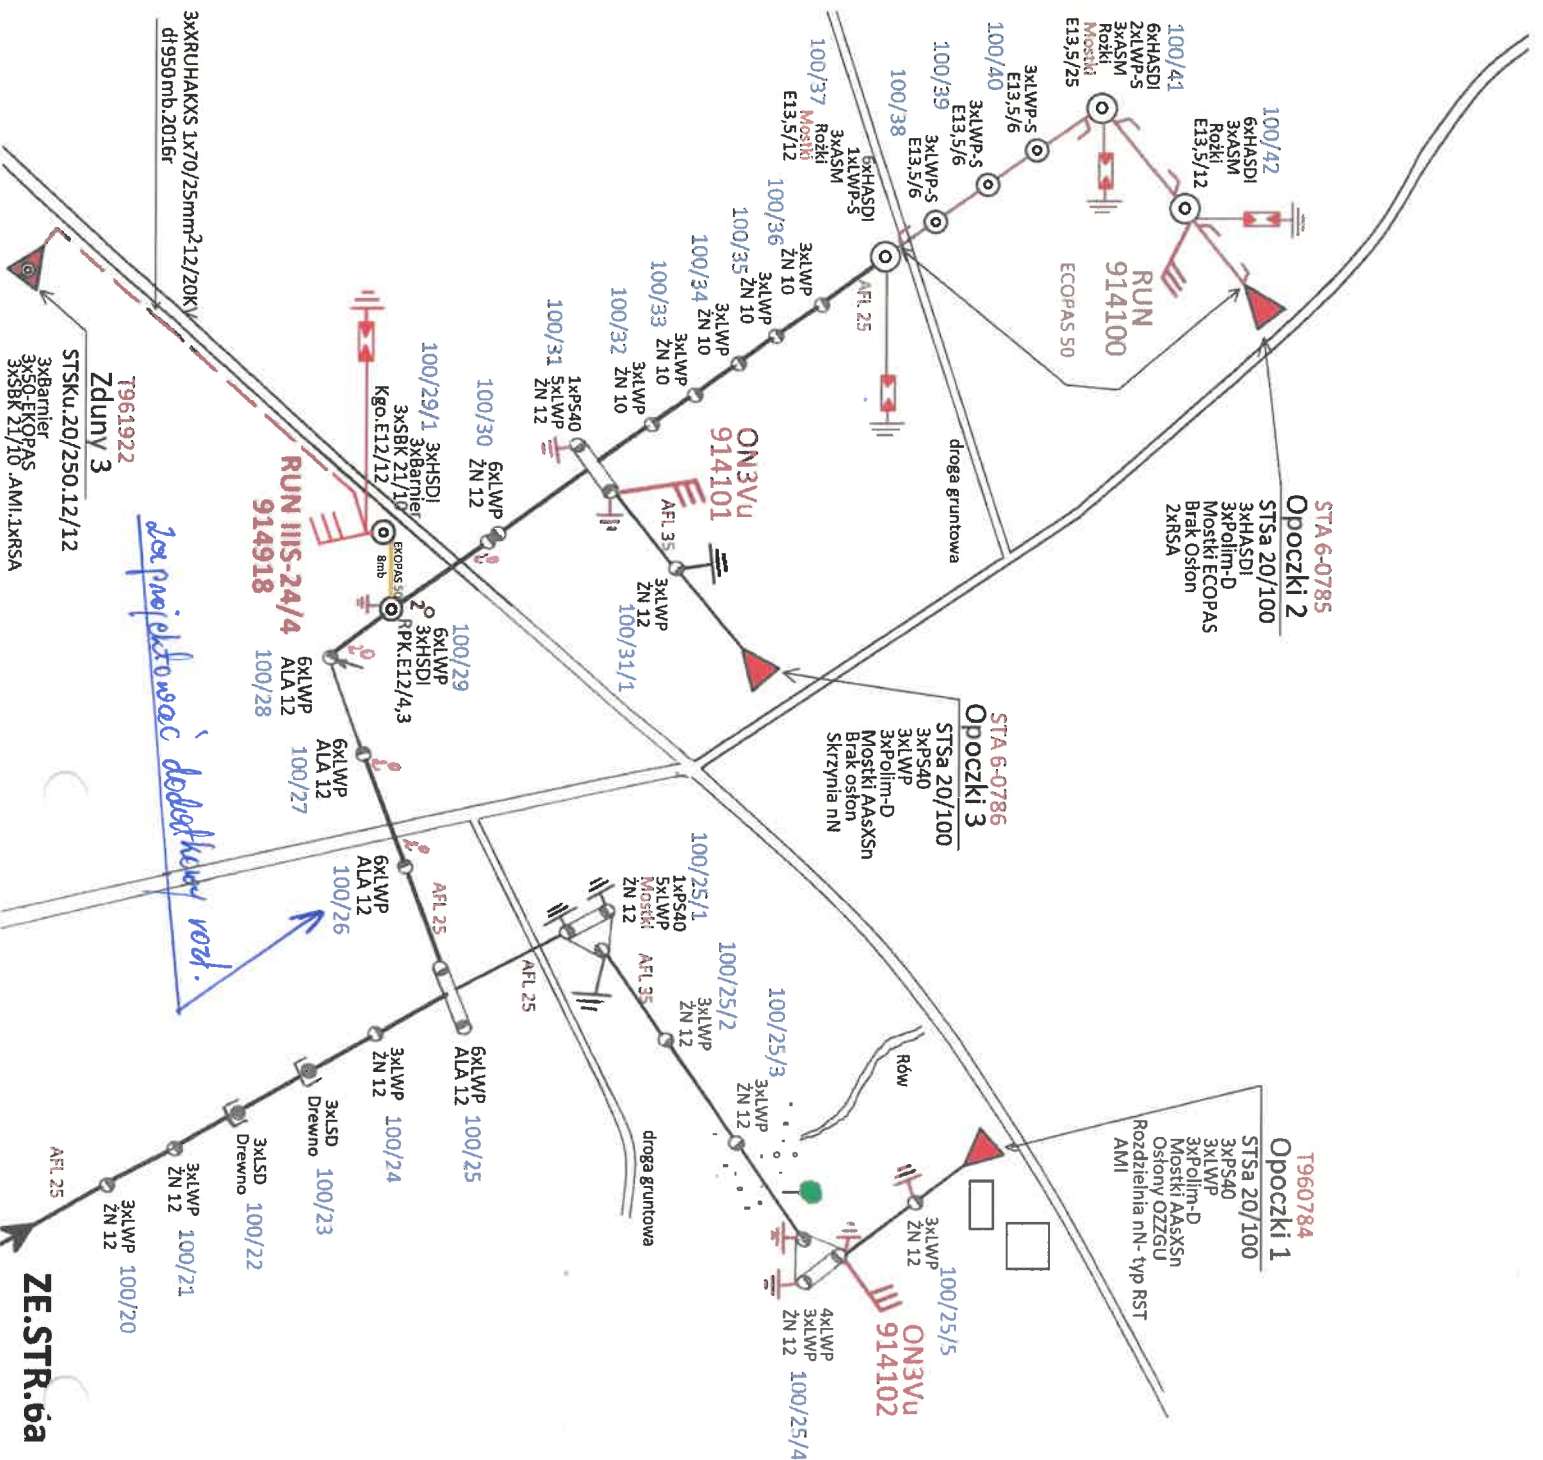 100/41
6xHASDI
2xLWP-S
3xASM
Rożki
Mostki
E13,5/25
100/42
6xHASDI
3xASM
Rożki
E13,5/12
100/40
3xLWP-S
E13,5/6
100/39
3xLWP-S
E13,5/6
100/38
3xLWP-S
E13.5/6
100/37
6xHASDI
1xLWP-S
3xASM
Rożki
Mostki
E13,5/12
RUN
914100
ECOPAS 50
STA 6-0785
Opoczki 2
STSa 20/100
3xHASDI
3xPolim-D
Mostki ECOPAS
Brak Osłon
2xRSA
AFL 25
droga gruntowa
100/36
3xLWP
ŻN 10
100/35
3xLWP
ŻN 10
100/34
3xLWP
ŻN 10
100/33
3xLWP
ŻN 10
100/32
3xLWP
ŻN 10
100/31
1xPS40
5xLWP
ŻN 12
ON3Vu
914101
AFL 35
3xLWP
ŻN 12
100/31/1
STA 6-0786
Opoczki 3
STSa 20/100
3xPS40
3xLWP
3xPolim-D
Mostki AAsXSn
Brak osłon
Skrzynia nN
100/30
6xLWP
ŻN 12
100/29/1
3xHSDI
3xBarnier
3xSBK 21/10
Kgo.E12/12
3xXRUHAKXS 1x70/25mm²12/20KV
dł950mb.2016r
T961922
Zduny 3
STSKu.20/250.12/12
3xBarnier
3x50-EKOPAS
3xSBK 21/10 .AMI.1xRSA
RUN IIIS-24/4
914918
EKOPAS 50
8mb
2°
100/29
6xLWP
3xHSDI
RPK.E12/4,3
6xLWP
ALA 12
100/28
6xLWP
ALA 12
100/27
6xLWP
ALA 12
100/26
AFL 25
zaprojektować dodatkowy rozł.
100/25/1
1xPS40
5xLWP
Mostki
ŻN 12
AFL 25
AFL 35
100/25/2
3xLWP
ŻN 12
100/25/3
3xLWP
ŻN 12
Rów
T960784
Opoczki 1
STSa 20/100
3xPS40
3xLWP
3xPolim-D
Mostki AAsXSn
Osłony OZZGU
Rozdzielnia nN- typ RST
AMI
3xLWP
ŻN 12
100/25/5
ON3Vu
914102
4xLWP
3xLWP
ŻN 12
100/25/4
droga gruntowa
6xLWP
ALA 12
100/25
3xLWP
ŻN 12
100/24
3xLSD
Drewno
100/23
3xLSD
Drewno
100/22
3xLWP
ŻN 12
100/21
3xLWP
ŻN 12
100/20
AFL 25
ZE.STR.6a